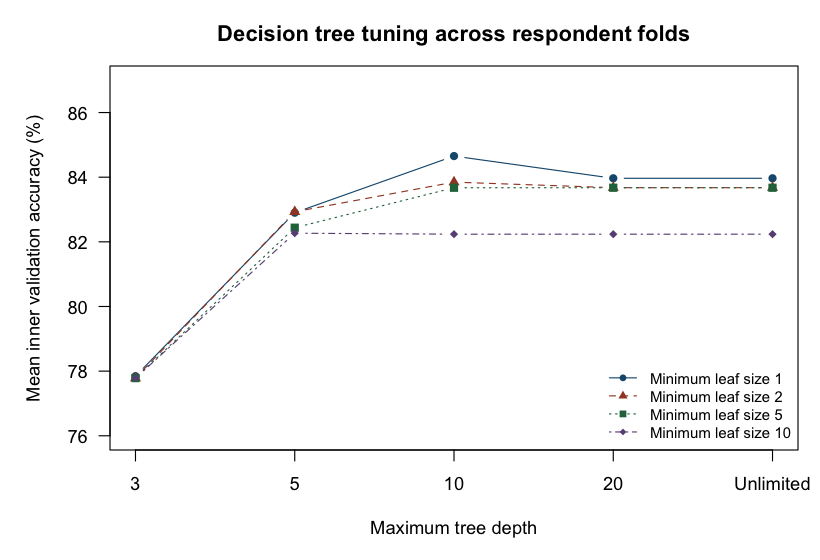 Decision tree tuning across respondent folds
Mean inner validation accuracy (%)
86
84
82
80
78
76
Minimum leaf size 1
Minimum leaf size 2
Minimum leaf size 5
Minimum leaf size 10
3 5 10 20 Unlimited
Maximum tree depth